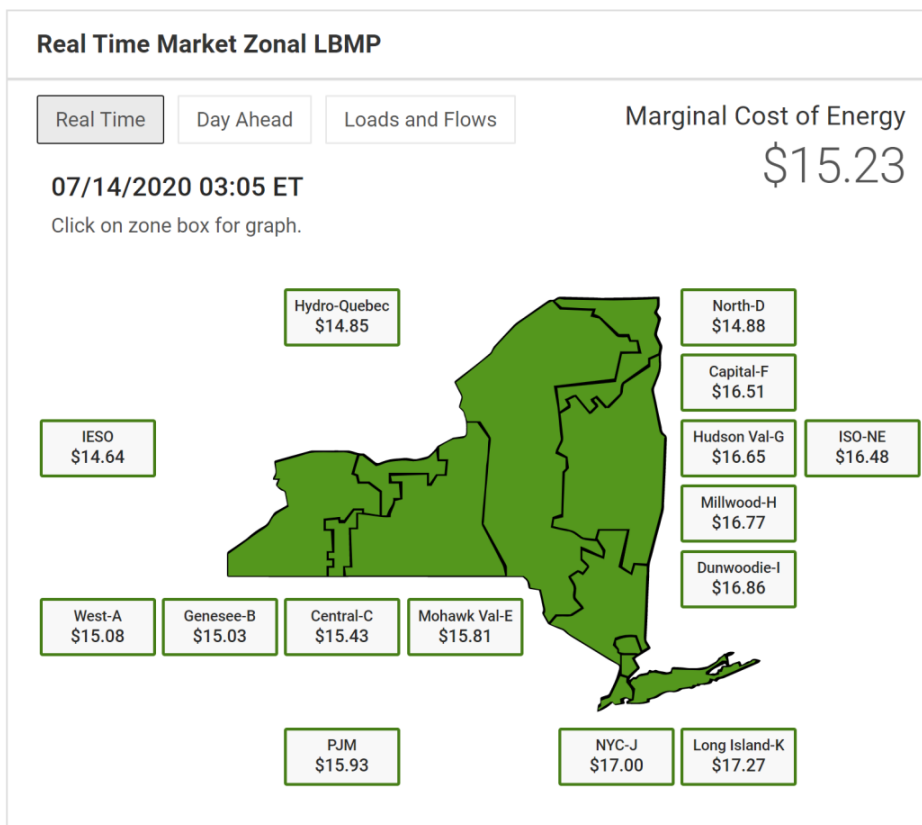 Real Time Market Zonal LBMP
Real Time
Day Ahead
Loads and Flows
Marginal Cost of Energy
$15.23
07/14/2020 03:05 ET
Click on zone box for graph.
Hydro-Quebec
$14.85
North-D
$14.88
Capital-F
$16.51
IESO
$14.64
Hudson Val-G
$16.65
ISO-NE
$16.48
Millwood-H
$16.77
Dunwoodie-I
$16.86
West-A
$15.08
Genesee-B
$15.03
Central-C
$15.43
Mohawk Val-E
$15.81
PJM
$15.93
NYC-J
$17.00
Long Island-K
$17.27